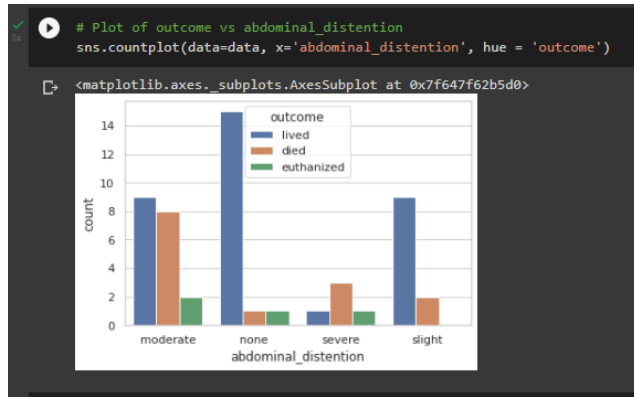 # Plot of outcome vs abdominal_distention
sns.countplot(data=data, x='abdominal_distention', hue = 'outcome')
0s
<matplotlib.axes._subplots.AxesSubplot at 0x7f647f62b5d0>
outcome
lived
died
euthanized
14
12
10
8
6
4
2
0
count
moderate none severe slight
abdominal_distention